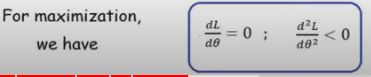 For maximization,
we have
dL/dθ = 0 ; d²L/dθ² < 0